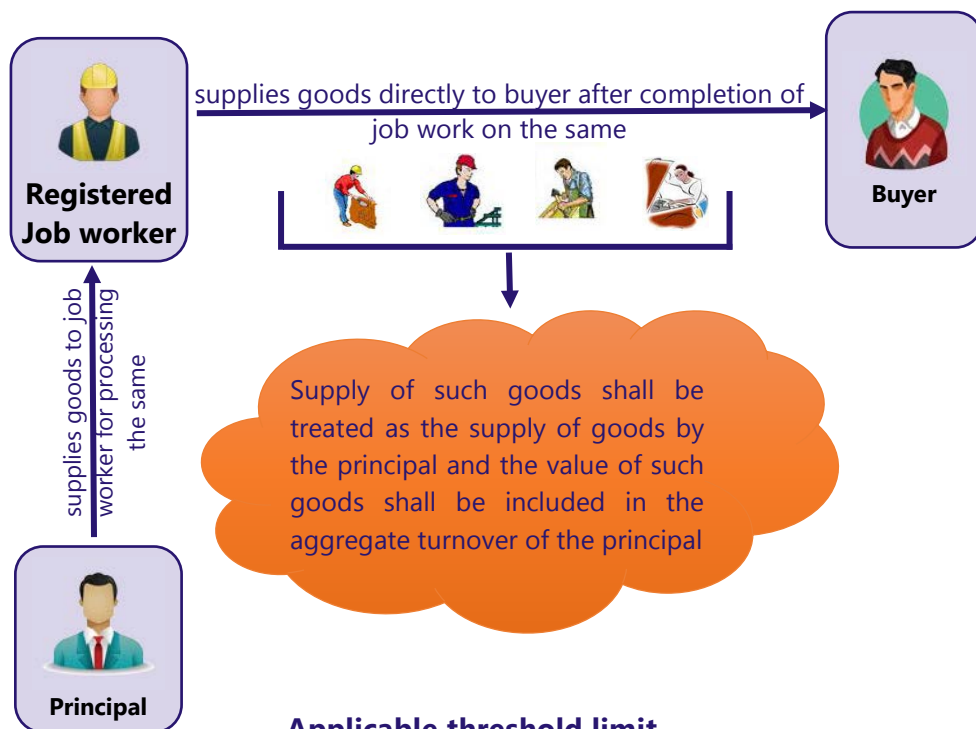 supplies goods directly to buyer after completion of
job work on the same
Registered
Job worker
Buyer
supplies goods to job
worker for processing
the same
Supply of such goods shall be
treated as the supply of goods by
the principal and the value of such
goods shall be included in the
aggregate turnover of the principal
Principal
Applicable threshold limit